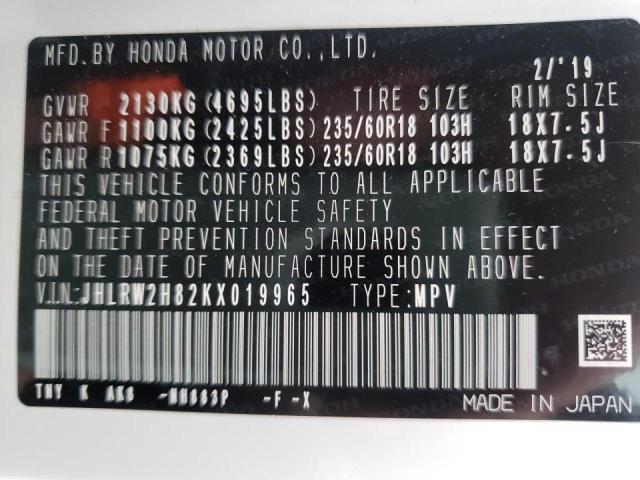 MFD.BY HONDA MOTOR CO.,LTD.
2/'19
GVWR 2130KG(4695LBS) TIRE SIZE RIM SIZE
GAWR F 1100KG(2425LBS) 235/60R18 103H 18X7.5J
GAWR R 1075KG(2369LBS) 235/60R18 103H 18X7.5J
THIS VEHICLE CONFORMS TO ALL APPLICABLE
FEDERAL MOTOR VEHICLE SAFETY
AND THEFT PREVENTION STANDARDS IN EFFECT
ON THE DATE OF MANUFACTURE SHOWN ABOVE.
V.I.N.:JHLRW2H82KX019965 TYPE:MPV
TNY K AK8 -NH883P -F -X
MADE IN JAPAN